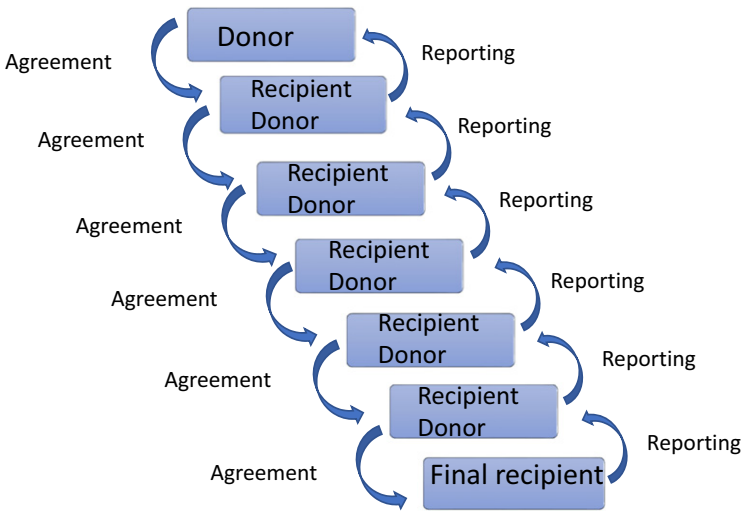 Donor
Agreement
Reporting
Recipient
Donor
Agreement
Reporting
Recipient
Donor
Agreement
Reporting
Recipient
Donor
Agreement
Reporting
Recipient
Donor
Agreement
Reporting
Recipient
Donor
Agreement
Reporting
Final recipient